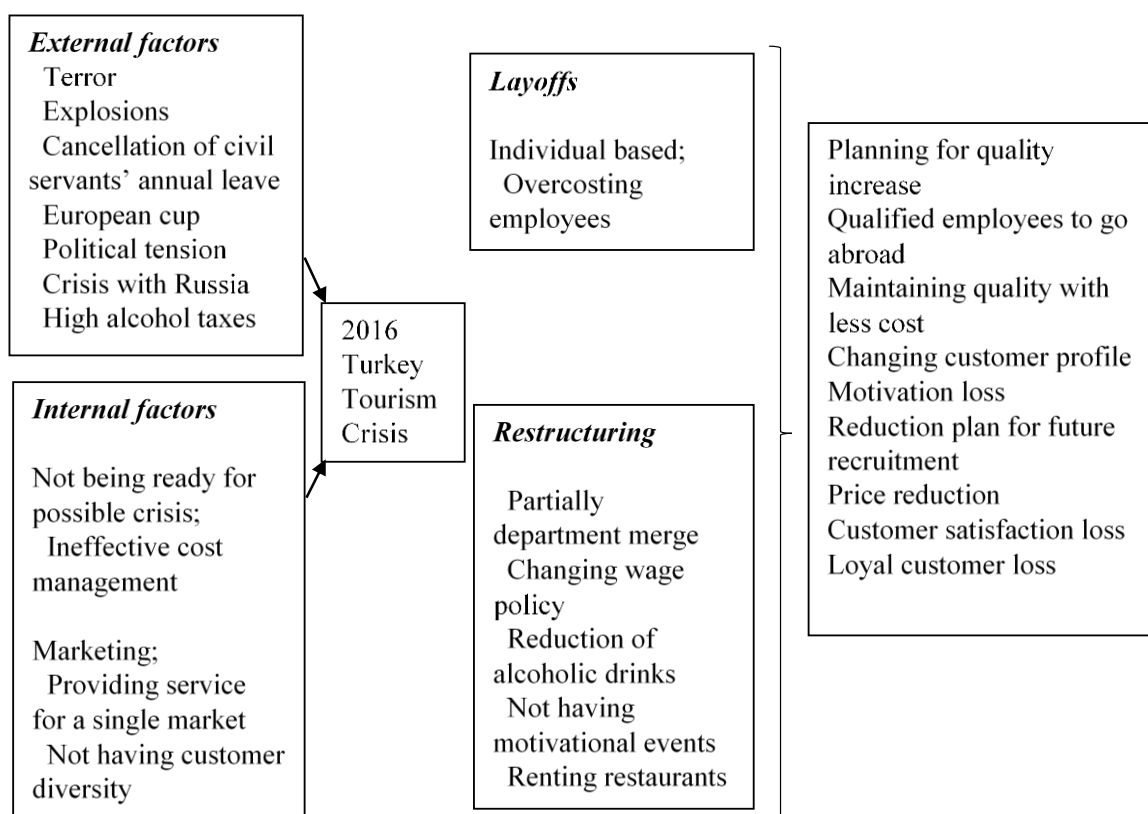 External factors
Terror
Explosions
Cancellation of civil
servants’ annual leave
European cup
Political tension
Crisis with Russia
High alcohol taxes
Internal factors
Not being ready for
possible crisis;
Ineffective cost
management
Marketing;
Providing service
for a single market
Not having customer
diversity
2016
Turkey
Tourism
Crisis
Layoffs
Individual based;
Overcosting
employees
Restructuring
Partially
department merge
Changing wage
policy
Reduction of
alcoholic drinks
Not having
motivational events
Renting restaurants
Planning for quality
increase
Qualified employees to go
abroad
Maintaining quality with
less cost
Changing customer profile
Motivation loss
Reduction plan for future
recruitment
Price reduction
Customer satisfaction loss
Loyal customer loss